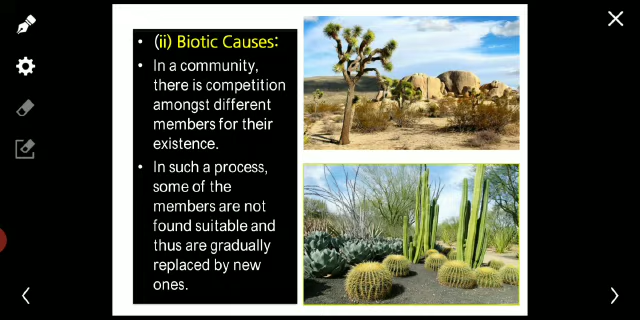 (ii) Biotic Causes:
In a community,
there is competition
amongst different
members for their
existence.
In such a process,
some of the
members are not
found suitable and
thus are gradually
replaced by new
ones.